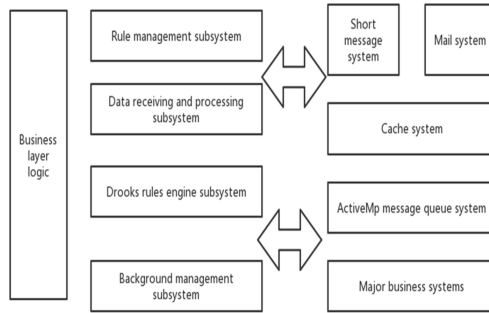 Rule management subsystem
Data receiving and processing
subsystem
Business
layer
logic
Drooks rules engine subsystem
Background management
subsystem
Short
message
system
Mail system
Cache system
ActiveMp message queue system
Major business systems